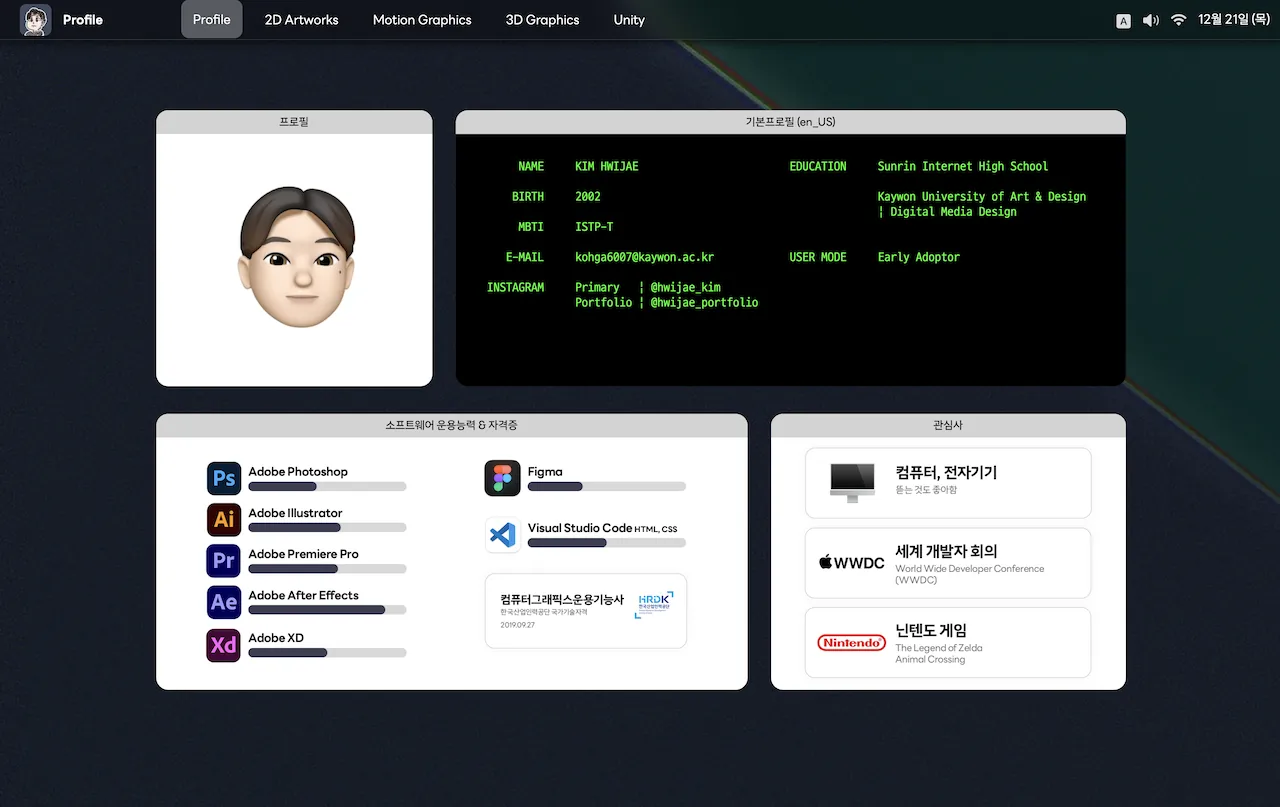 Profile
Profile
2D Artworks
Motion Graphics
3D Graphics
Unity
A
12월 21일 (목)
프로필
기본프로필 (en_US)
NAME KIM HWIJAE
BIRTH 2002
MBTI ISTP-T
E-MAIL kohga6007@kaywon.ac.kr
INSTAGRAM Primary | @hwijae_kim
Portfolio | @hwijae_portfolio
EDUCATION Sunrin Internet High School
Kaywon University of Art & Design
| Digital Media Design
USER MODE Early Adoptor
소프트웨어 운용능력 & 자격증
Ps Adobe Photoshop
Ai Adobe Illustrator
Pr Adobe Premiere Pro
Ae Adobe After Effects
Xd Adobe XD
Figma
Visual Studio Code HTML, CSS
컴퓨터그래픽스운용기능사
한국산업인력공단 국가기술자격
2019.09.27
HRDK
한국산업인력공단
관심사
컴퓨터, 전자기기
뜯는 것도 좋아함
WWDC
세계 개발자 회의
World Wide Developer Conference
(WWDC)
Nintendo
닌텐도 게임
The Legend of Zelda
Animal Crossing